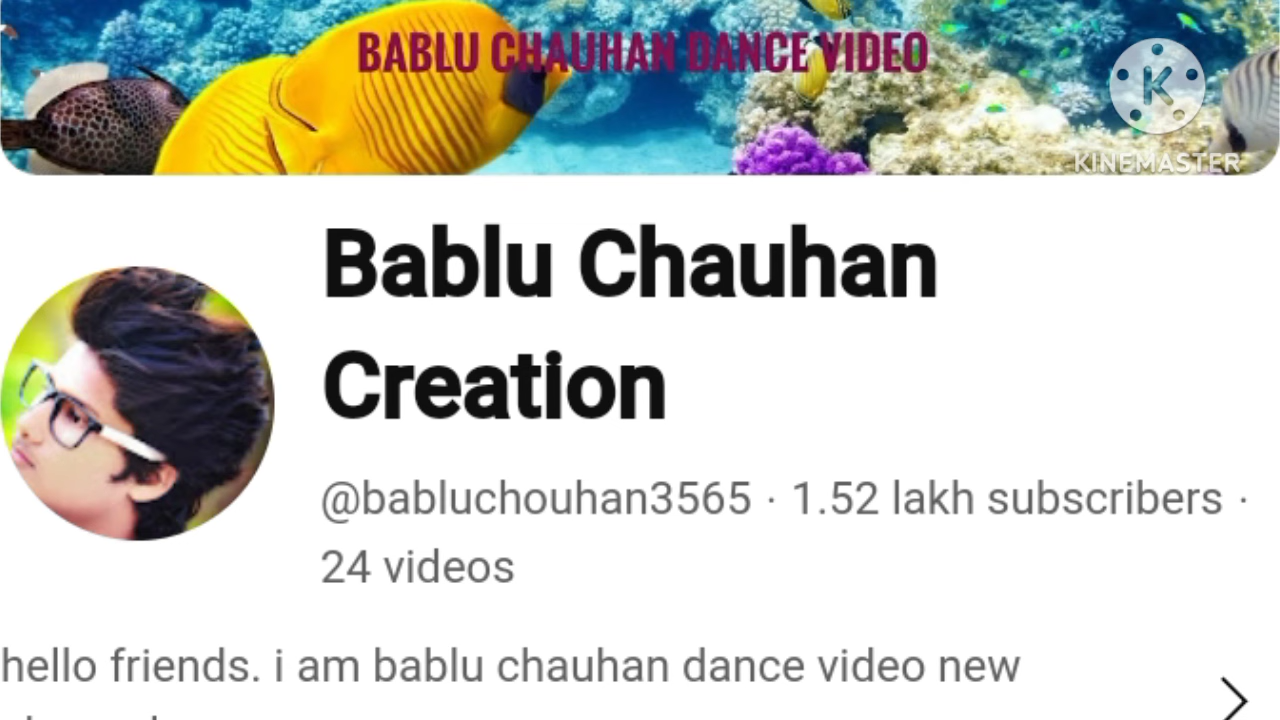 BABLU CHAUHAN DANCE VIDEO
K
KINEMASTER
Bablu Chauhan
Creation
@babluchouhan3565 · 1.52 lakh subscribers ·
24 videos
hello friends. i am bablu chauhan dance video new